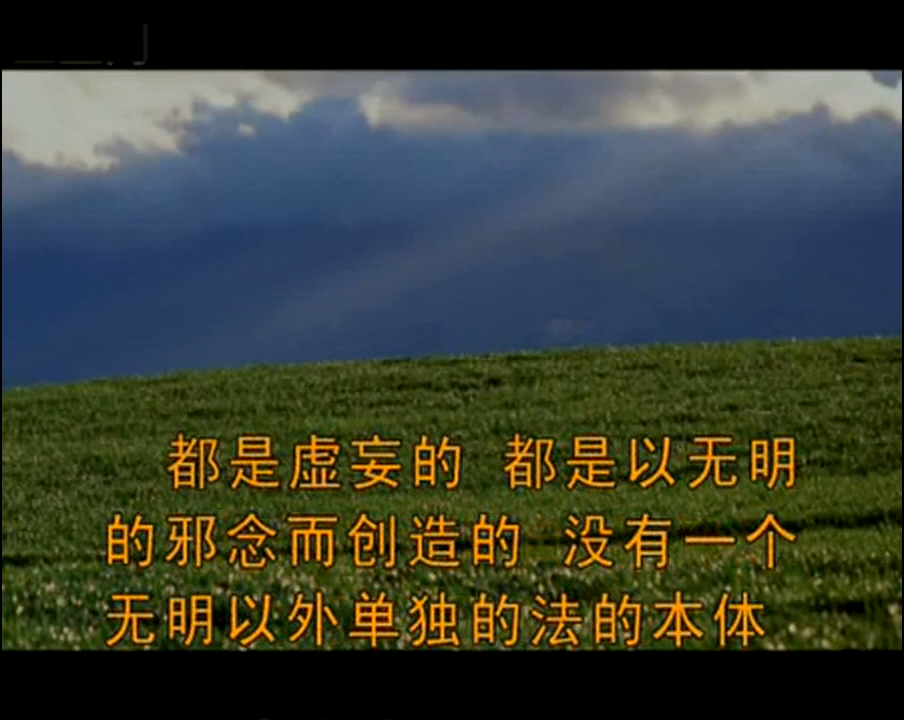 都是虚妄的 都是以无明
的邪念而创造的 没有一个
无明以外单独的法的本体